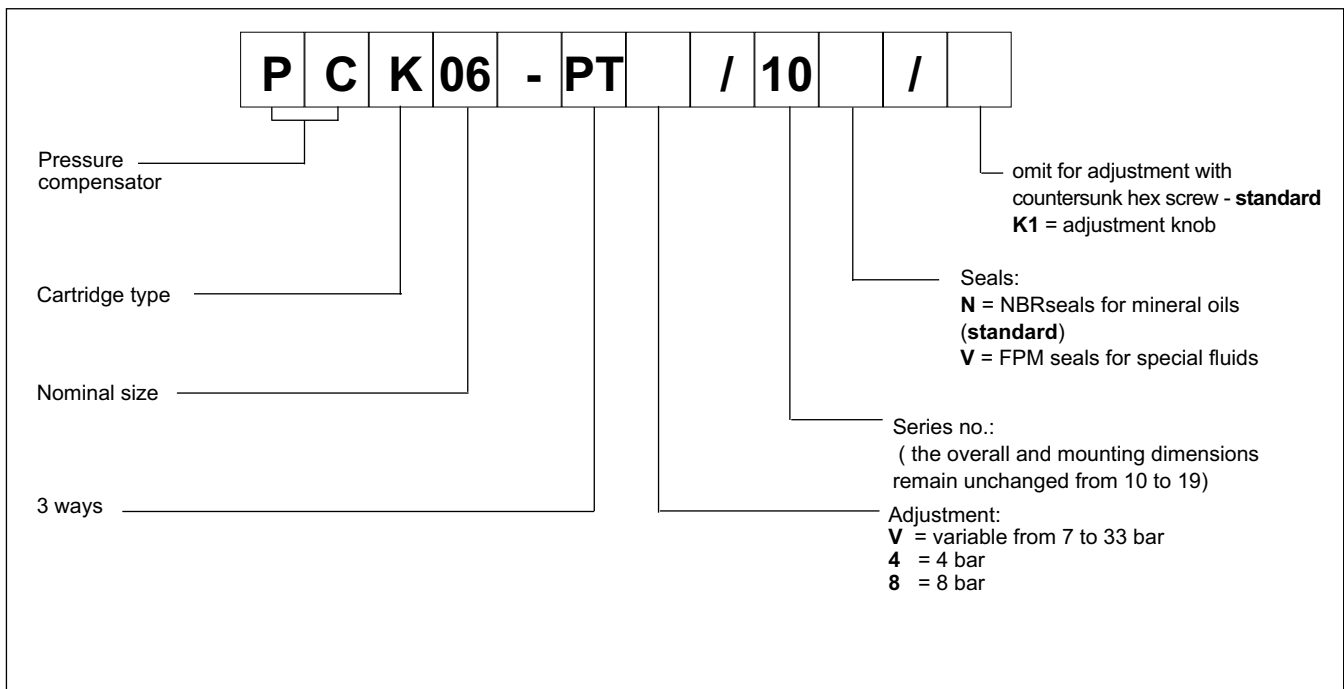 P C K 06 - PT / 10 /
Pressure
compensator
Cartridge type
Nominal size
3 ways
omit for adjustment with
countersunk hex screw - standard
K1 = adjustment knob
Seals:
N = NBRseals for mineral oils
(standard)
V = FPM seals for special fluids
Series no.:
( the overall and mounting dimensions
remain unchanged from 10 to 19)
Adjustment:
V = variable from 7 to 33 bar
4 = 4 bar
8 = 8 bar